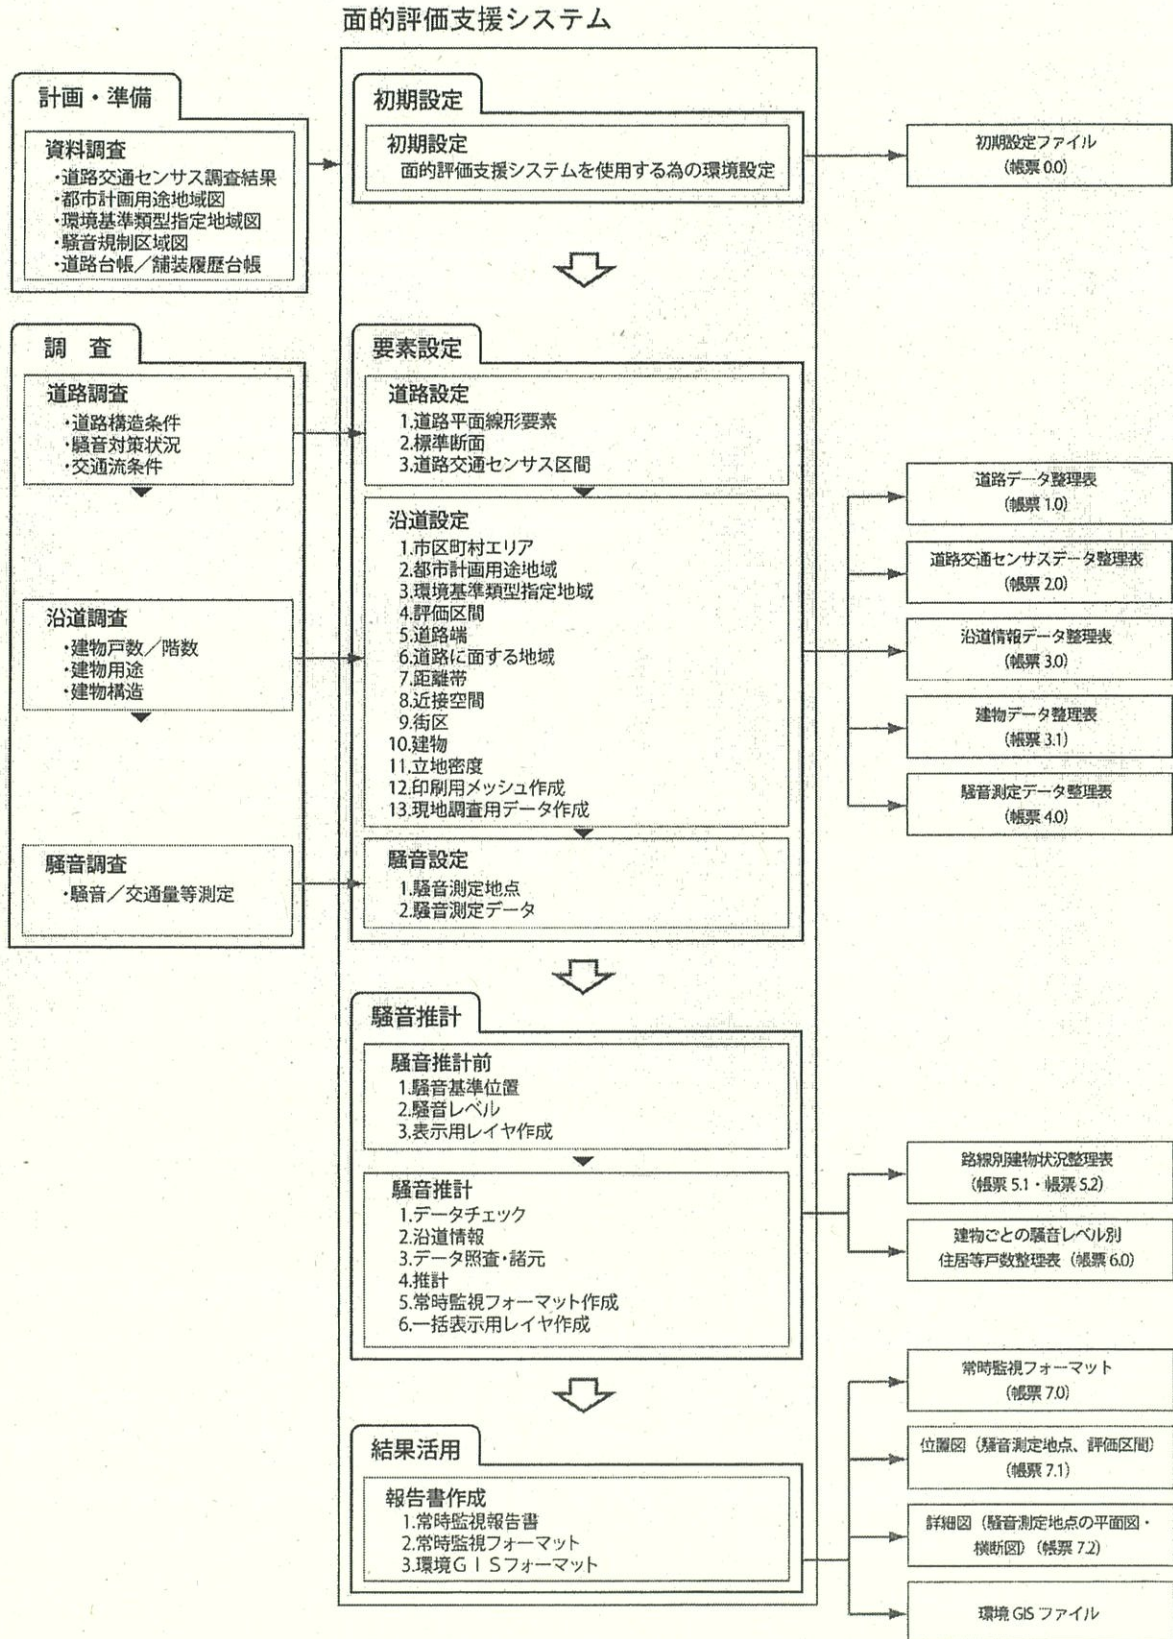 面的評価支援システム
計画・準備
資料調査
・道路交通センサス調査結果
・都市計画用途地域図
・環境基準類型指定地域図
・騒音規制区域図
・道路台帳／舗装履歴台帳
初期設定
初期設定
面的評価支援システムを使用する為の環境設定
初期設定ファイル
(帳票 0.0)
調 査
道路調査
・道路構造条件
・騒音対策状況
・交通流条件
沿道調査
・建物戸数／階数
・建物用途
・建物構造
騒音調査
・騒音／交通量等測定
要素設定
道路設定
1.道路平面線形要素
2.標準断面
3.道路交通センサス区間
沿道設定
1.市区町村エリア
2.都市計画用途地域
3.環境基準類型指定地域
4.評価区間
5.道路端
6.道路に面する地域
7.距離帯
8.近接空間
9.街区
10.建物
11.立地密度
12.印刷用メッシュ作成
13.現地調査用データ作成
騒音設定
1.騒音測定地点
2.騒音測定データ
道路データ整理表
(帳票 1.0)
道路交通センサスデータ整理表
(帳票 2.0)
沿道情報データ整理表
(帳票 3.0)
建物データ整理表
(帳票 3.1)
騒音測定データ整理表
(帳票 4.0)
騒音推計
騒音推計前
1.騒音基準位置
2.騒音レベル
3.表示用レイヤ作成
騒音推計
1.データチェック
2.沿道情報
3.データ照査・諸元
4.推計
5.常時監視フォーマット作成
6.一括表示用レイヤ作成
路線別建物状況整理表
(帳票 5.1・帳票 5.2)
建物ごとの騒音レベル別
住居等戸数整理表 (帳票 6.0)
結果活用
報告書作成
1.常時監視報告書
2.常時監視フォーマット
3.環境ＧＩＳフォーマット
常時監視フォーマット
(帳票 7.0)
位置図 (騒音測定地点、評価区間)
(帳票 7.1)
詳細図 (騒音測定地点の平面図・
横断図) (帳票 7.2)
環境 GIS ファイル